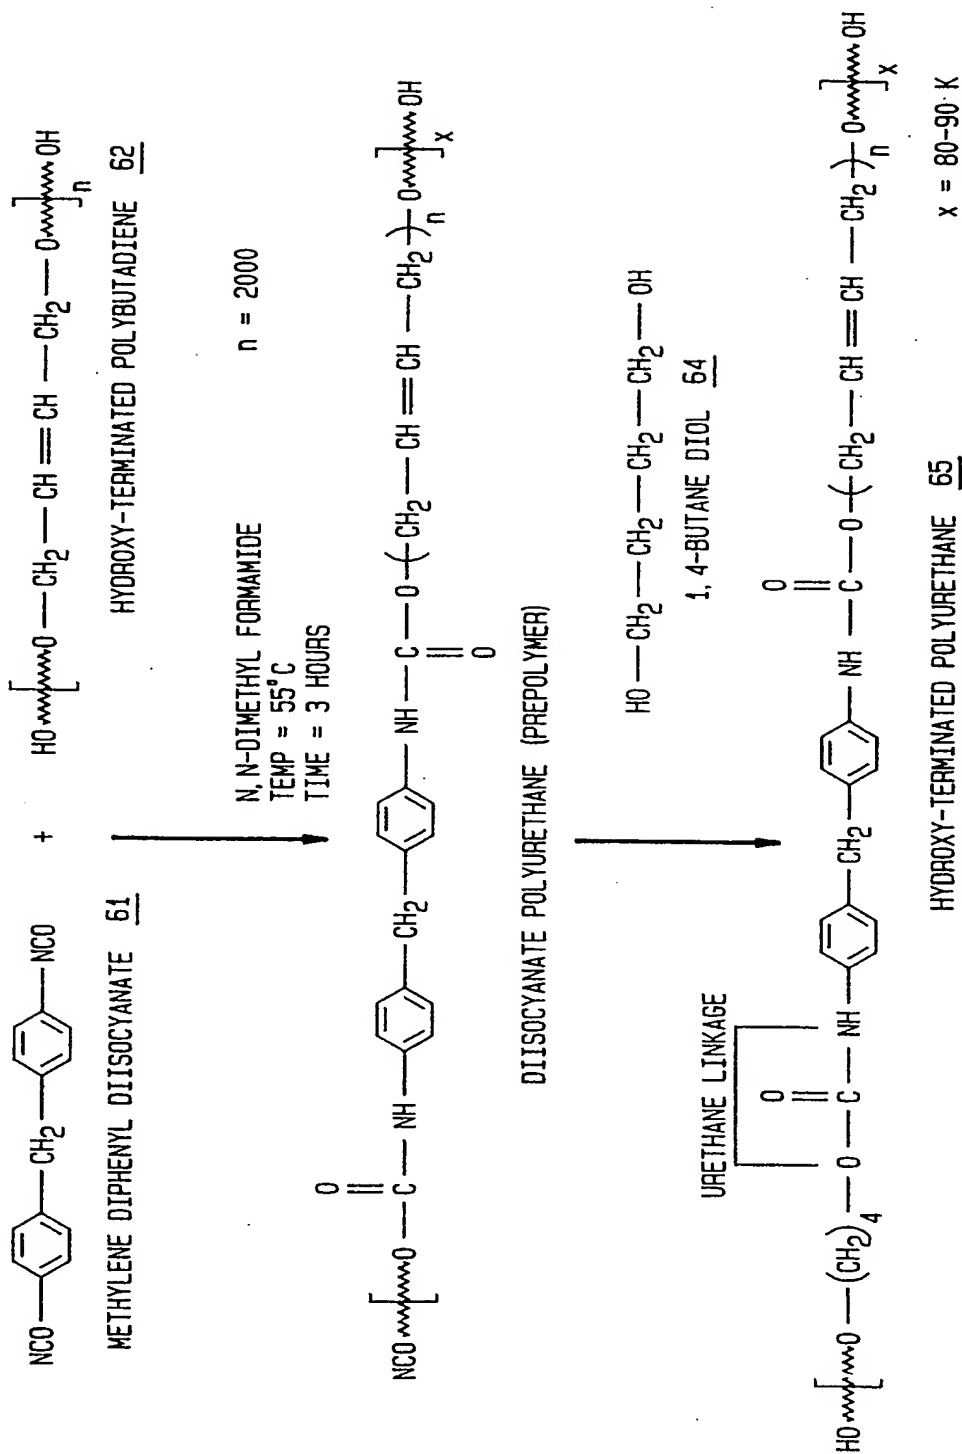 NCO—⌬—CH2—⌬—NCO + HO [ O—CH2—CH=CH—CH2—O ]n OH
METHYLENE DIPHENYL DIISOCYANATE 61
HYDROXY-TERMINATED POLYBUTADIENE 62
N,N-DIMETHYL FORMAMIDE
TEMP = 55°C
TIME = 3 HOURS
n = 2000
O
NCO [ O—C—NH—⌬—CH2—⌬—NH—C—O—(CH2—CH=CH—CH2)n—O ]x OH
O
DIISOCYANATE POLYURETHANE (PREPOLYMER)
HO—CH2—CH2—CH2—CH2—OH
1,4-BUTANE DIOL 64
URETHANE LINKAGE
O O
HO [ O—(CH2)4—O—C—NH—⌬—CH2—⌬—NH—C—O—(CH2—CH=CH—CH2)n—O ]x OH
HYDROXY-TERMINATED POLYURETHANE 65
x = 80-90·K